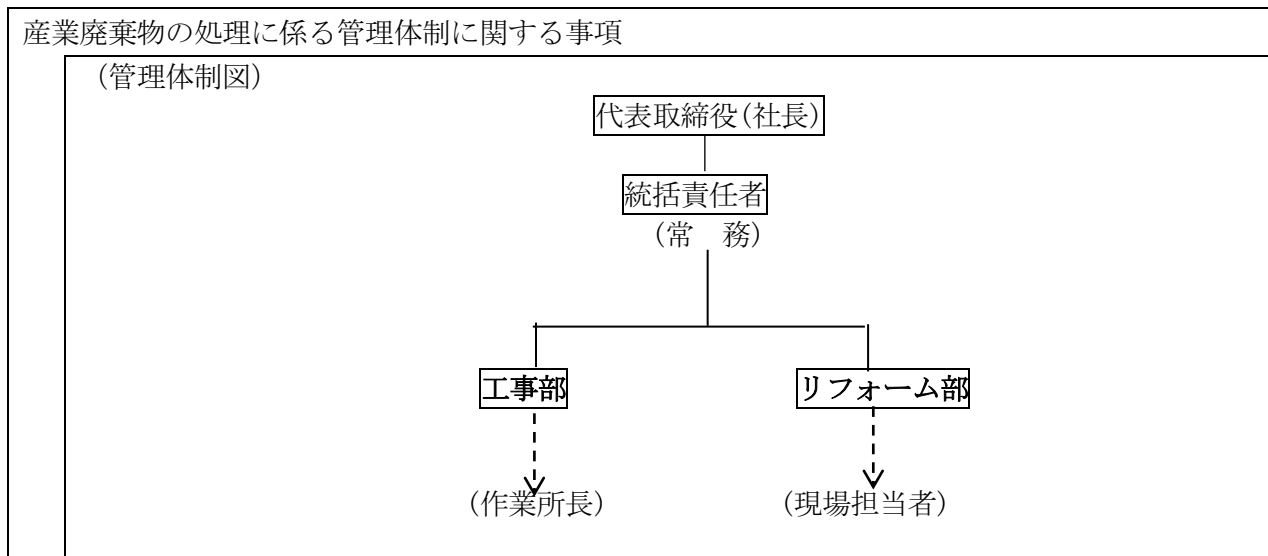 産業廃棄物の処理に係る管理体制に関する事項
（管理体制図）
代表取締役（社長）
統括責任者
（常　務）
工事部
リフォーム部
（作業所長）
（現場担当者）